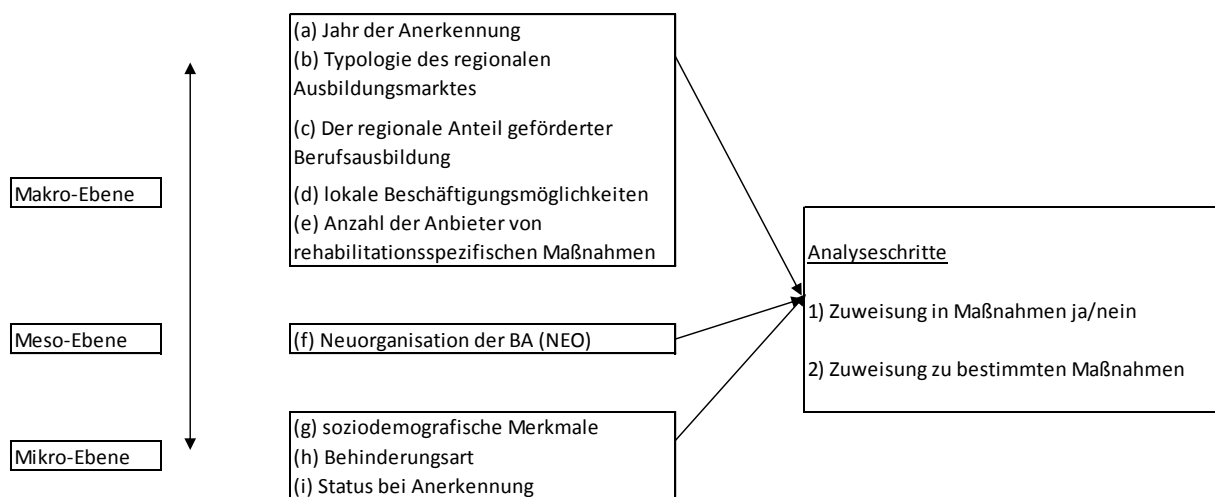 (a) Jahr der Anerkennung
(b) Typologie des regionalen
Ausbildungsmarktes
(c) Der regionale Anteil geförderter
Berufsausbildung
Makro-Ebene
(d) lokale Beschäftigungsmöglichkeiten
(e) Anzahl der Anbieter von
rehabilitationsspezifischen Maßnahmen
Meso-Ebene
(f) Neuorganisation der BA (NEO)
Mikro-Ebene
(g) soziodemografische Merkmale
(h) Behinderungsart
(i) Status bei Anerkennung
Analyseschritte
1) Zuweisung in Maßnahmen ja/nein
2) Zuweisung zu bestimmten Maßnahmen